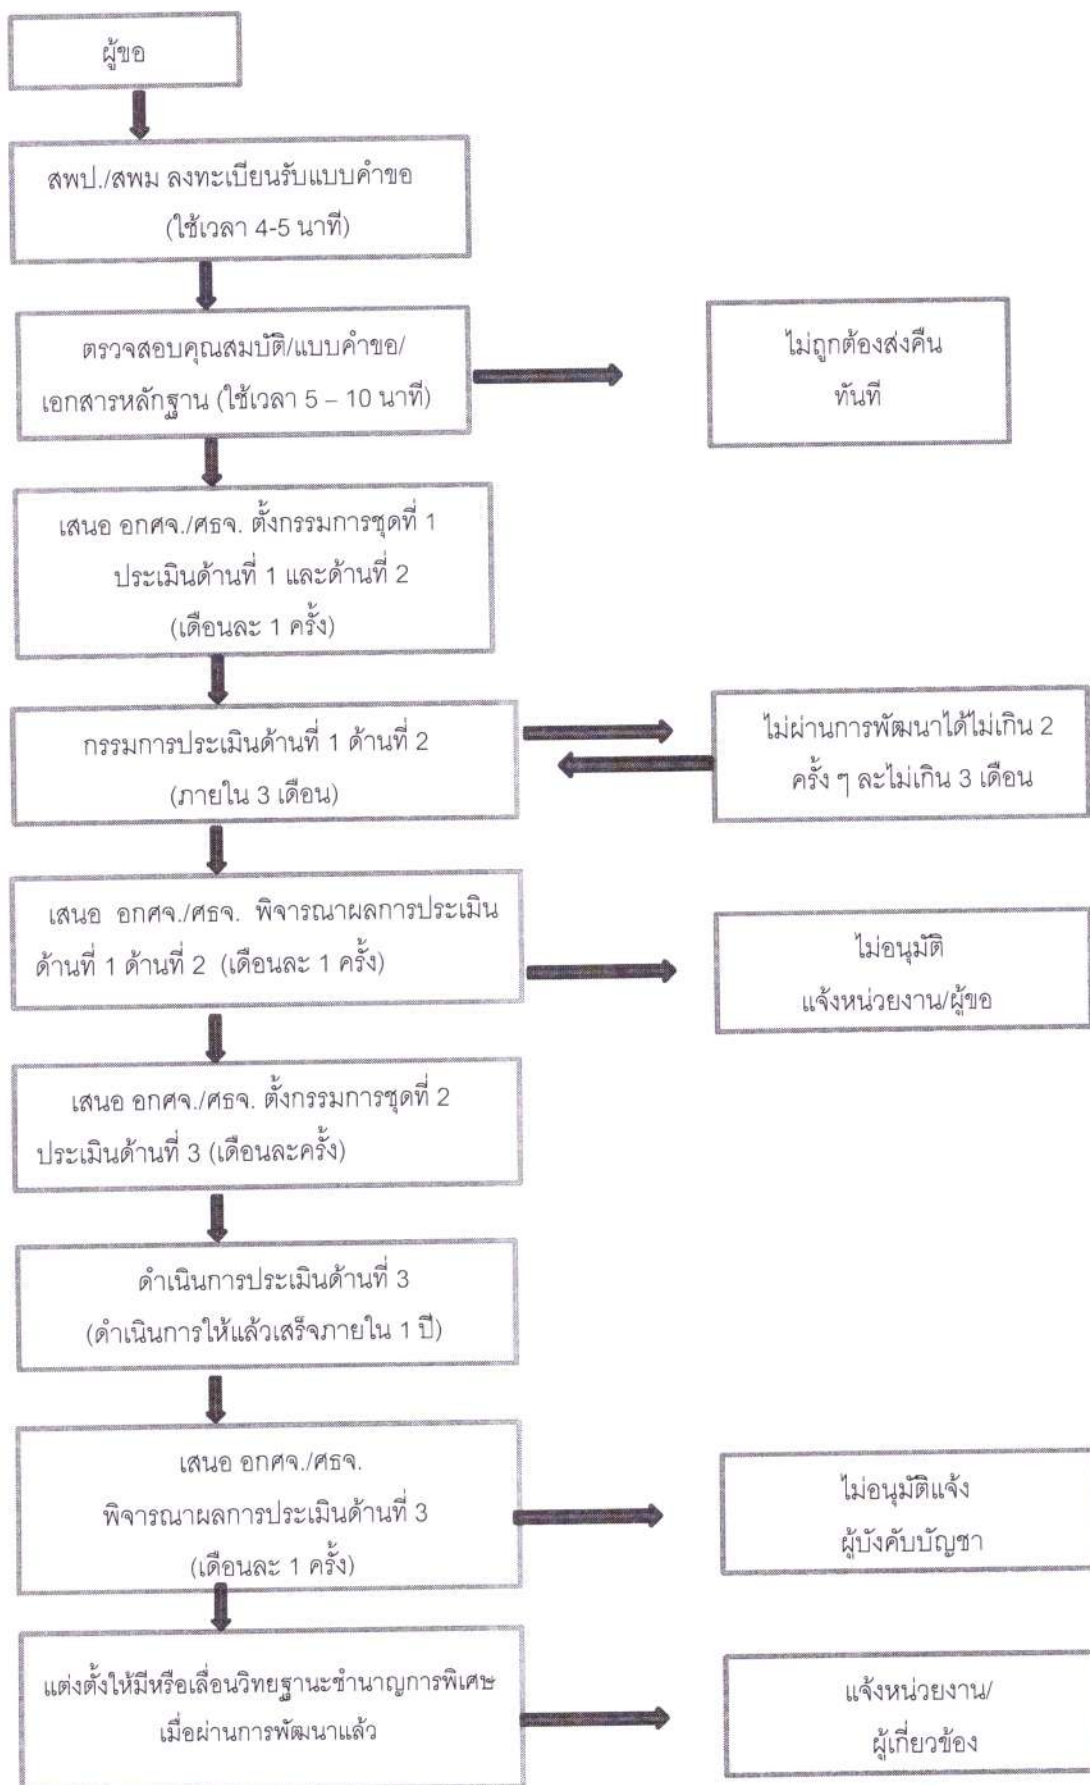 ผู้ขอ
สพป./สพม ลงทะเบียนรับแบบคำขอ
(ใช้เวลา 4-5 นาที)
ตรวจสอบคุณสมบัติ/แบบคำขอ/
เอกสารหลักฐาน (ใช้เวลา 5 – 10 นาที)
ไม่ถูกต้องส่งคืน
ทันที
เสนอ อกศจ./ศธจ. ตั้งกรรมการชุดที่ 1
ประเมินด้านที่ 1 และด้านที่ 2
(เดือนละ 1 ครั้ง)
กรรมการประเมินด้านที่ 1 ด้านที่ 2
(ภายใน 3 เดือน)
ไม่ผ่านการพัฒนาได้ไม่เกิน 2
ครั้ง ๆ ละไม่เกิน 3 เดือน
เสนอ อกศจ./ศธจ. พิจารณาผลการประเมิน
ด้านที่ 1 ด้านที่ 2 (เดือนละ 1 ครั้ง)
ไม่อนุมัติ
แจ้งหน่วยงาน/ผู้ขอ
เสนอ อกศจ./ศธจ. ตั้งกรรมการชุดที่ 2
ประเมินด้านที่ 3 (เดือนละครั้ง)
ดำเนินการประเมินด้านที่ 3
(ดำเนินการให้แล้วเสร็จภายใน 1 ปี)
เสนอ อกศจ./ศธจ.
พิจารณาผลการประเมินด้านที่ 3
(เดือนละ 1 ครั้ง)
ไม่อนุมัติแจ้ง
ผู้บังคับบัญชา
แต่งตั้งให้มีหรือเลื่อนวิทยฐานะชำนาญการพิเศษ
เมื่อผ่านการพัฒนาแล้ว
แจ้งหน่วยงาน/
ผู้เกี่ยวข้อง